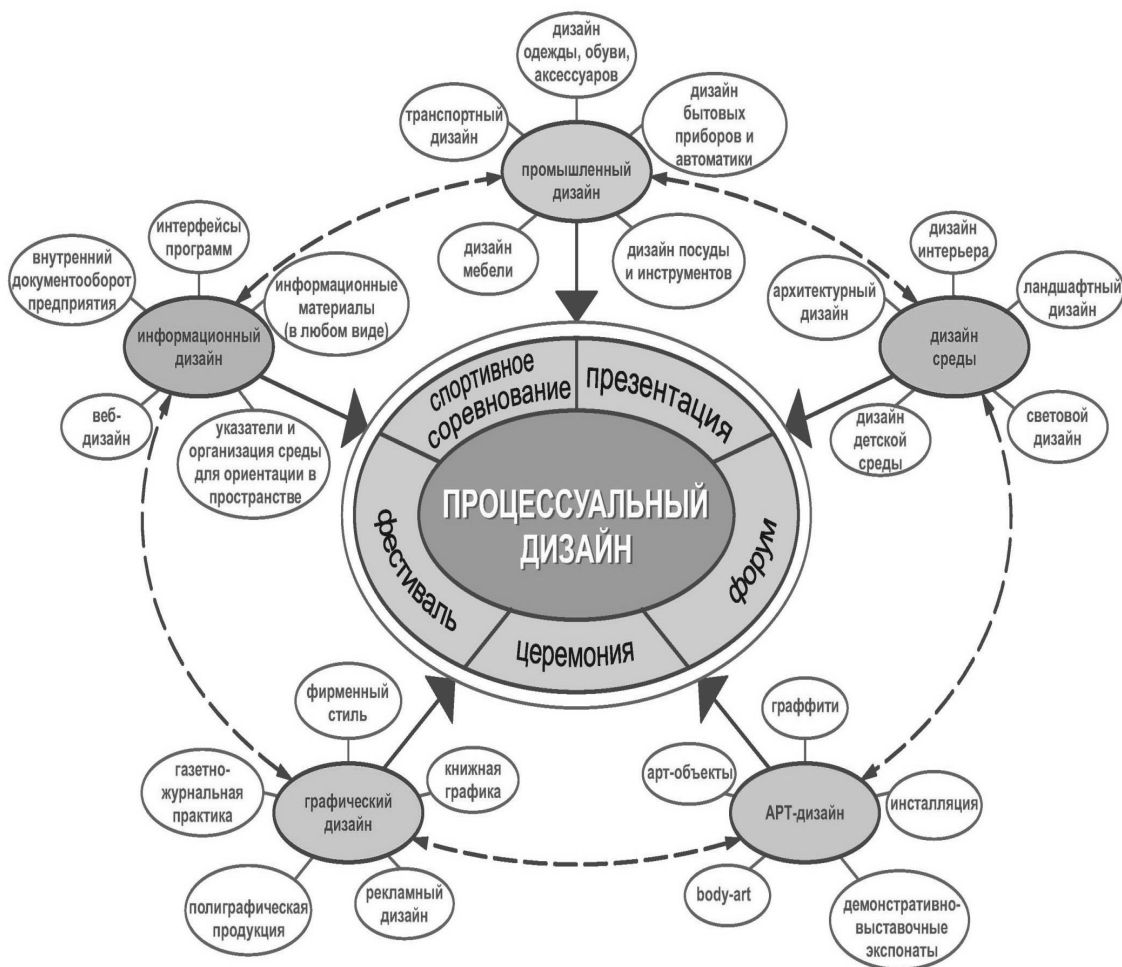 дизайн
одежды, обуви,
аксессуаров
транспортный
дизайн
дизайн
бытовых
приборов и
автоматики
промышленный
дизайн
дизайн
мебели
дизайн посуды
и инструментов
интерфейсы
программ
внутренний
документооборот
предприятия
информационные
материалы
(в любом виде)
информационный
дизайн
веб-
дизайн
указатели и
организация среды
для ориентации в
пространстве
дизайн
интерьера
архитектурный
дизайн
ландшафтный
дизайн
дизайн
среды
дизайн
детской
среды
световой
дизайн
спортивное
соревнование
презентация
ПРОЦЕССУАЛЬНЫЙ
ДИЗАЙН
фестиваль
форум
церемония
фирменный
стиль
газетно-
журнальная
практика
книжная
графика
графический
дизайн
полиграфическая
продукция
рекламный
дизайн
граффити
арт-объекты
инсталляция
АРТ-дизайн
body-art
демонстративно-
выставочные
экспонаты